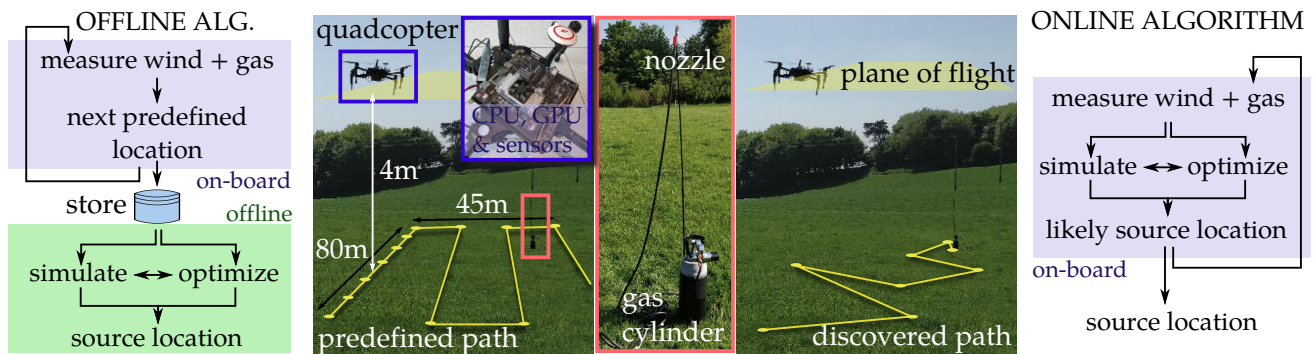 OFFLINE ALG.
measure wind + gas
next predefined
location
on-board
store
offline
simulate
optimize
source location
quadcopter
CPU, GPU
& sensors
4m
45m
80m
predefined path
nozzle
gas
cylinder
plane of flight
discovered path
ONLINE ALGORITHM
measure wind + gas
simulate
optimize
likely source location
on-board
source location